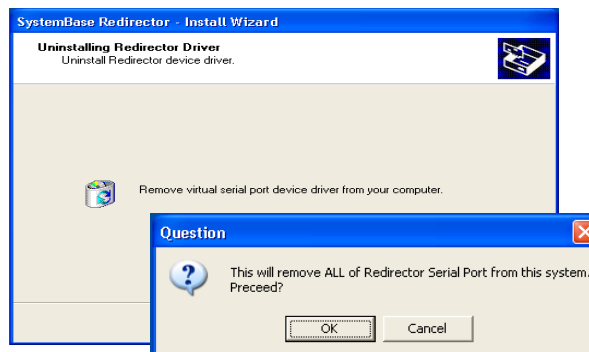 SystemBase Redirector - Install Wizard
Uninstalling Redirector Driver
Uninstall Redirector device driver.
Remove virtual serial port device driver from your computer.
Question
This will remove ALL of Redirector Serial Port from this system.
Preceed?
OK
Cancel